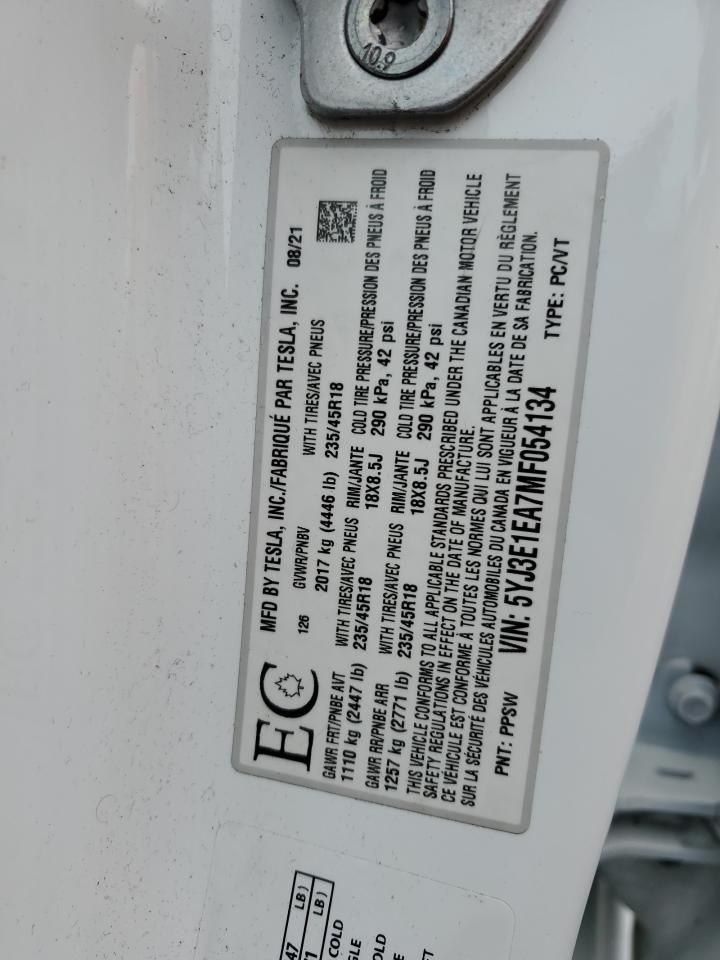 10.9
EC
MFD BY TESLA, INC./FABRIQUÉ PAR TESLA, INC. 08/21
126 GVWR/PNBV WITH TIRES/AVEC PNEUS
2017 kg (4446 lb) 235/45R18
GAWR FRT/PNBE AVT WITH TIRES/AVEC PNEUS RIM/JANTE COLD TIRE PRESSURE/PRESSION DES PNEUS À FROID
1110 kg (2447 lb) 235/45R18 18X8.5J 290 kPa, 42 psi
GAWR RR/PNBE ARR WITH TIRES/AVEC PNEUS RIM/JANTE COLD TIRE PRESSURE/PRESSION DES PNEUS À FROID
1257 kg (2771 lb) 235/45R18 18X8.5J 290 kPa, 42 psi
THIS VEHICLE CONFORMS TO ALL APPLICABLE STANDARDS PRESCRIBED UNDER THE CANADIAN MOTOR VEHICLE
SAFETY REGULATIONS IN EFFECT ON THE DATE OF MANUFACTURE.
CE VÉHICULE EST CONFORME À TOUTES LES NORMES QUI LUI SONT APPLICABLES EN VERTU DU RÈGLEMENT
SUR LA SÉCURITÉ DES VÉHICULES AUTOMOBILES DU CANADA EN VIGUEUR À LA DATE DE SA FABRICATION.
PNT: PPSW VIN: 5YJ3E1EA7MF054134 TYPE: PC/VT
47 LB)
1 LB)
COLD
GLE
OLD
E
FT